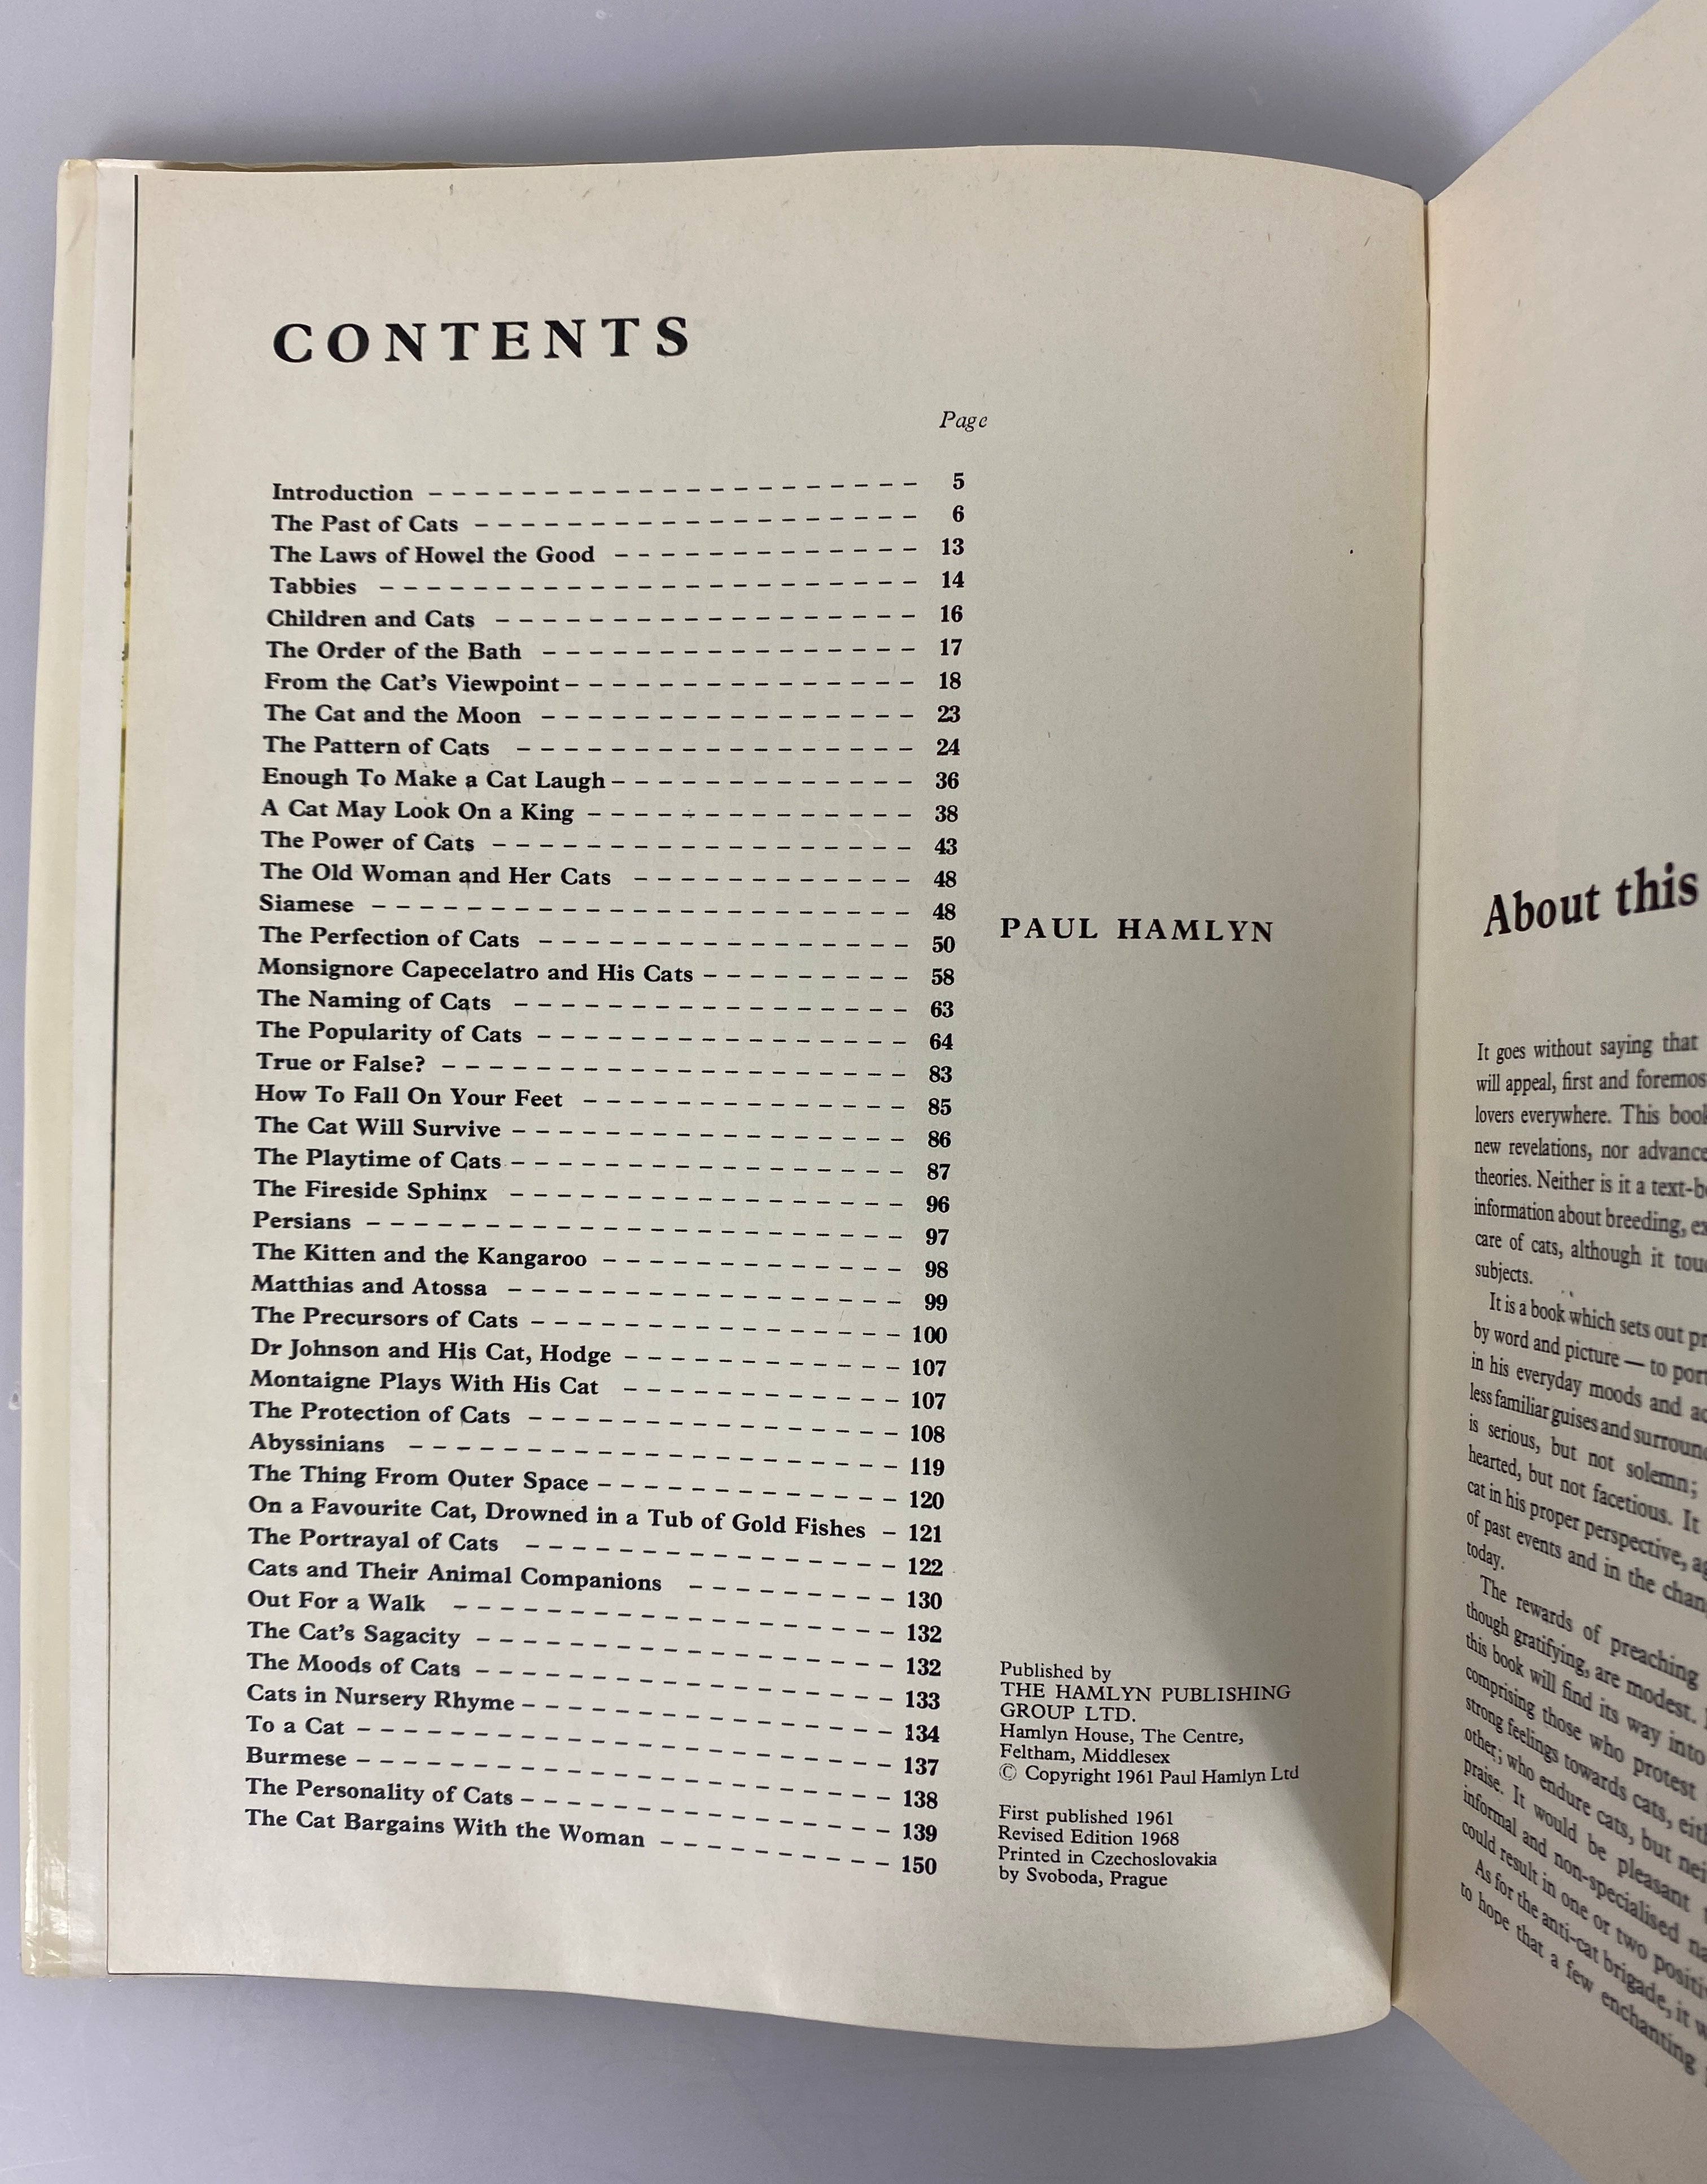 CONTENTS
Page
Introduction – – – – – – – – – – – – – – – – – – – – – 5
The Past of Cats – – – – – – – – – – – – – – – – – – – 6
The Laws of Howel the Good – – – – – – – – – – – – – 13
Tabbies – – – – – – – – – – – – – – – – – – – – – – – 14
Children and Cats – – – – – – – – – – – – – – – – – – 16
The Order of the Bath – – – – – – – – – – – – – – – – 17
From the Cat's Viewpoint – – – – – – – – – – – – – – – 18
The Cat and the Moon – – – – – – – – – – – – – – – – 23
The Pattern of Cats – – – – – – – – – – – – – – – – – 24
Enough To Make a Cat Laugh – – – – – – – – – – – – – 36
A Cat May Look On a King – – – – – – – – – – – – – – 38
The Power of Cats – – – – – – – – – – – – – – – – – – 43
The Old Woman and Her Cats – – – – – – – – – – – – 48
Siamese – – – – – – – – – – – – – – – – – – – – – – – 48
The Perfection of Cats – – – – – – – – – – – – – – – – 50
Monsignore Capecelatro and His Cats – – – – – – – – – 58
The Naming of Cats – – – – – – – – – – – – – – – – – 63
The Popularity of Cats – – – – – – – – – – – – – – – – 64
True or False? – – – – – – – – – – – – – – – – – – – – 83
How To Fall On Your Feet – – – – – – – – – – – – – – 85
The Cat Will Survive – – – – – – – – – – – – – – – – – 86
The Playtime of Cats – – – – – – – – – – – – – – – – – 87
The Fireside Sphinx – – – – – – – – – – – – – – – – – 96
Persians – – – – – – – – – – – – – – – – – – – – – – – 97
The Kitten and the Kangaroo – – – – – – – – – – – – – 98
Matthias and Atossa – – – – – – – – – – – – – – – – – 99
The Precursors of Cats – – – – – – – – – – – – – – – – 100
Dr Johnson and His Cat, Hodge – – – – – – – – – – – – 107
Montaigne Plays With His Cat – – – – – – – – – – – – 107
The Protection of Cats – – – – – – – – – – – – – – – – 108
Abyssinians – – – – – – – – – – – – – – – – – – – – – 119
The Thing From Outer Space – – – – – – – – – – – – – 120
On a Favourite Cat, Drowned in a Tub of Gold Fishes – 121
The Portrayal of Cats – – – – – – – – – – – – – – – – 122
Cats and Their Animal Companions – – – – – – – – – 130
Out For a Walk – – – – – – – – – – – – – – – – – – – 132
The Cat's Sagacity – – – – – – – – – – – – – – – – – – 132
The Moods of Cats – – – – – – – – – – – – – – – – – – 133
Cats in Nursery Rhyme – – – – – – – – – – – – – – – – 134
To a Cat – – – – – – – – – – – – – – – – – – – – – – – 137
Burmese – – – – – – – – – – – – – – – – – – – – – – – 138
The Personality of Cats – – – – – – – – – – – – – – – – 139
The Cat Bargains With the Woman – – – – – – – – – – 150
PAUL HAMLYN
Published by
THE HAMLYN PUBLISHING
GROUP LTD.
Hamlyn House, The Centre,
Feltham, Middlesex
© Copyright 1961 Paul Hamlyn Ltd
First published 1961
Revised Edition 1968
Printed in Czechoslovakia
by Svoboda, Prague
About this
It goes without saying that
will appeal, first and
lovers everywhere. This
new revelations, nor
theories. Neither is it a
information about breeding,
care of cats, although it
subjects.
It is a book which sets out
by word and picture — to
in his everyday moods and
less familiar guises and
is serious, but not solemn;
hearted, but not facetious. It
cat in his proper perspective,
of past events and in the
today.
The rewards of preaching
though gratifying, are modest.
this book will find its way into
comprising those who protest
strong feelings towards cats,
other; who endure cats, but
praise. It would be pleasant
informal and non-specialised
could result in one or two
As for the anti-cat brigade, it
to hope that a few enchanting